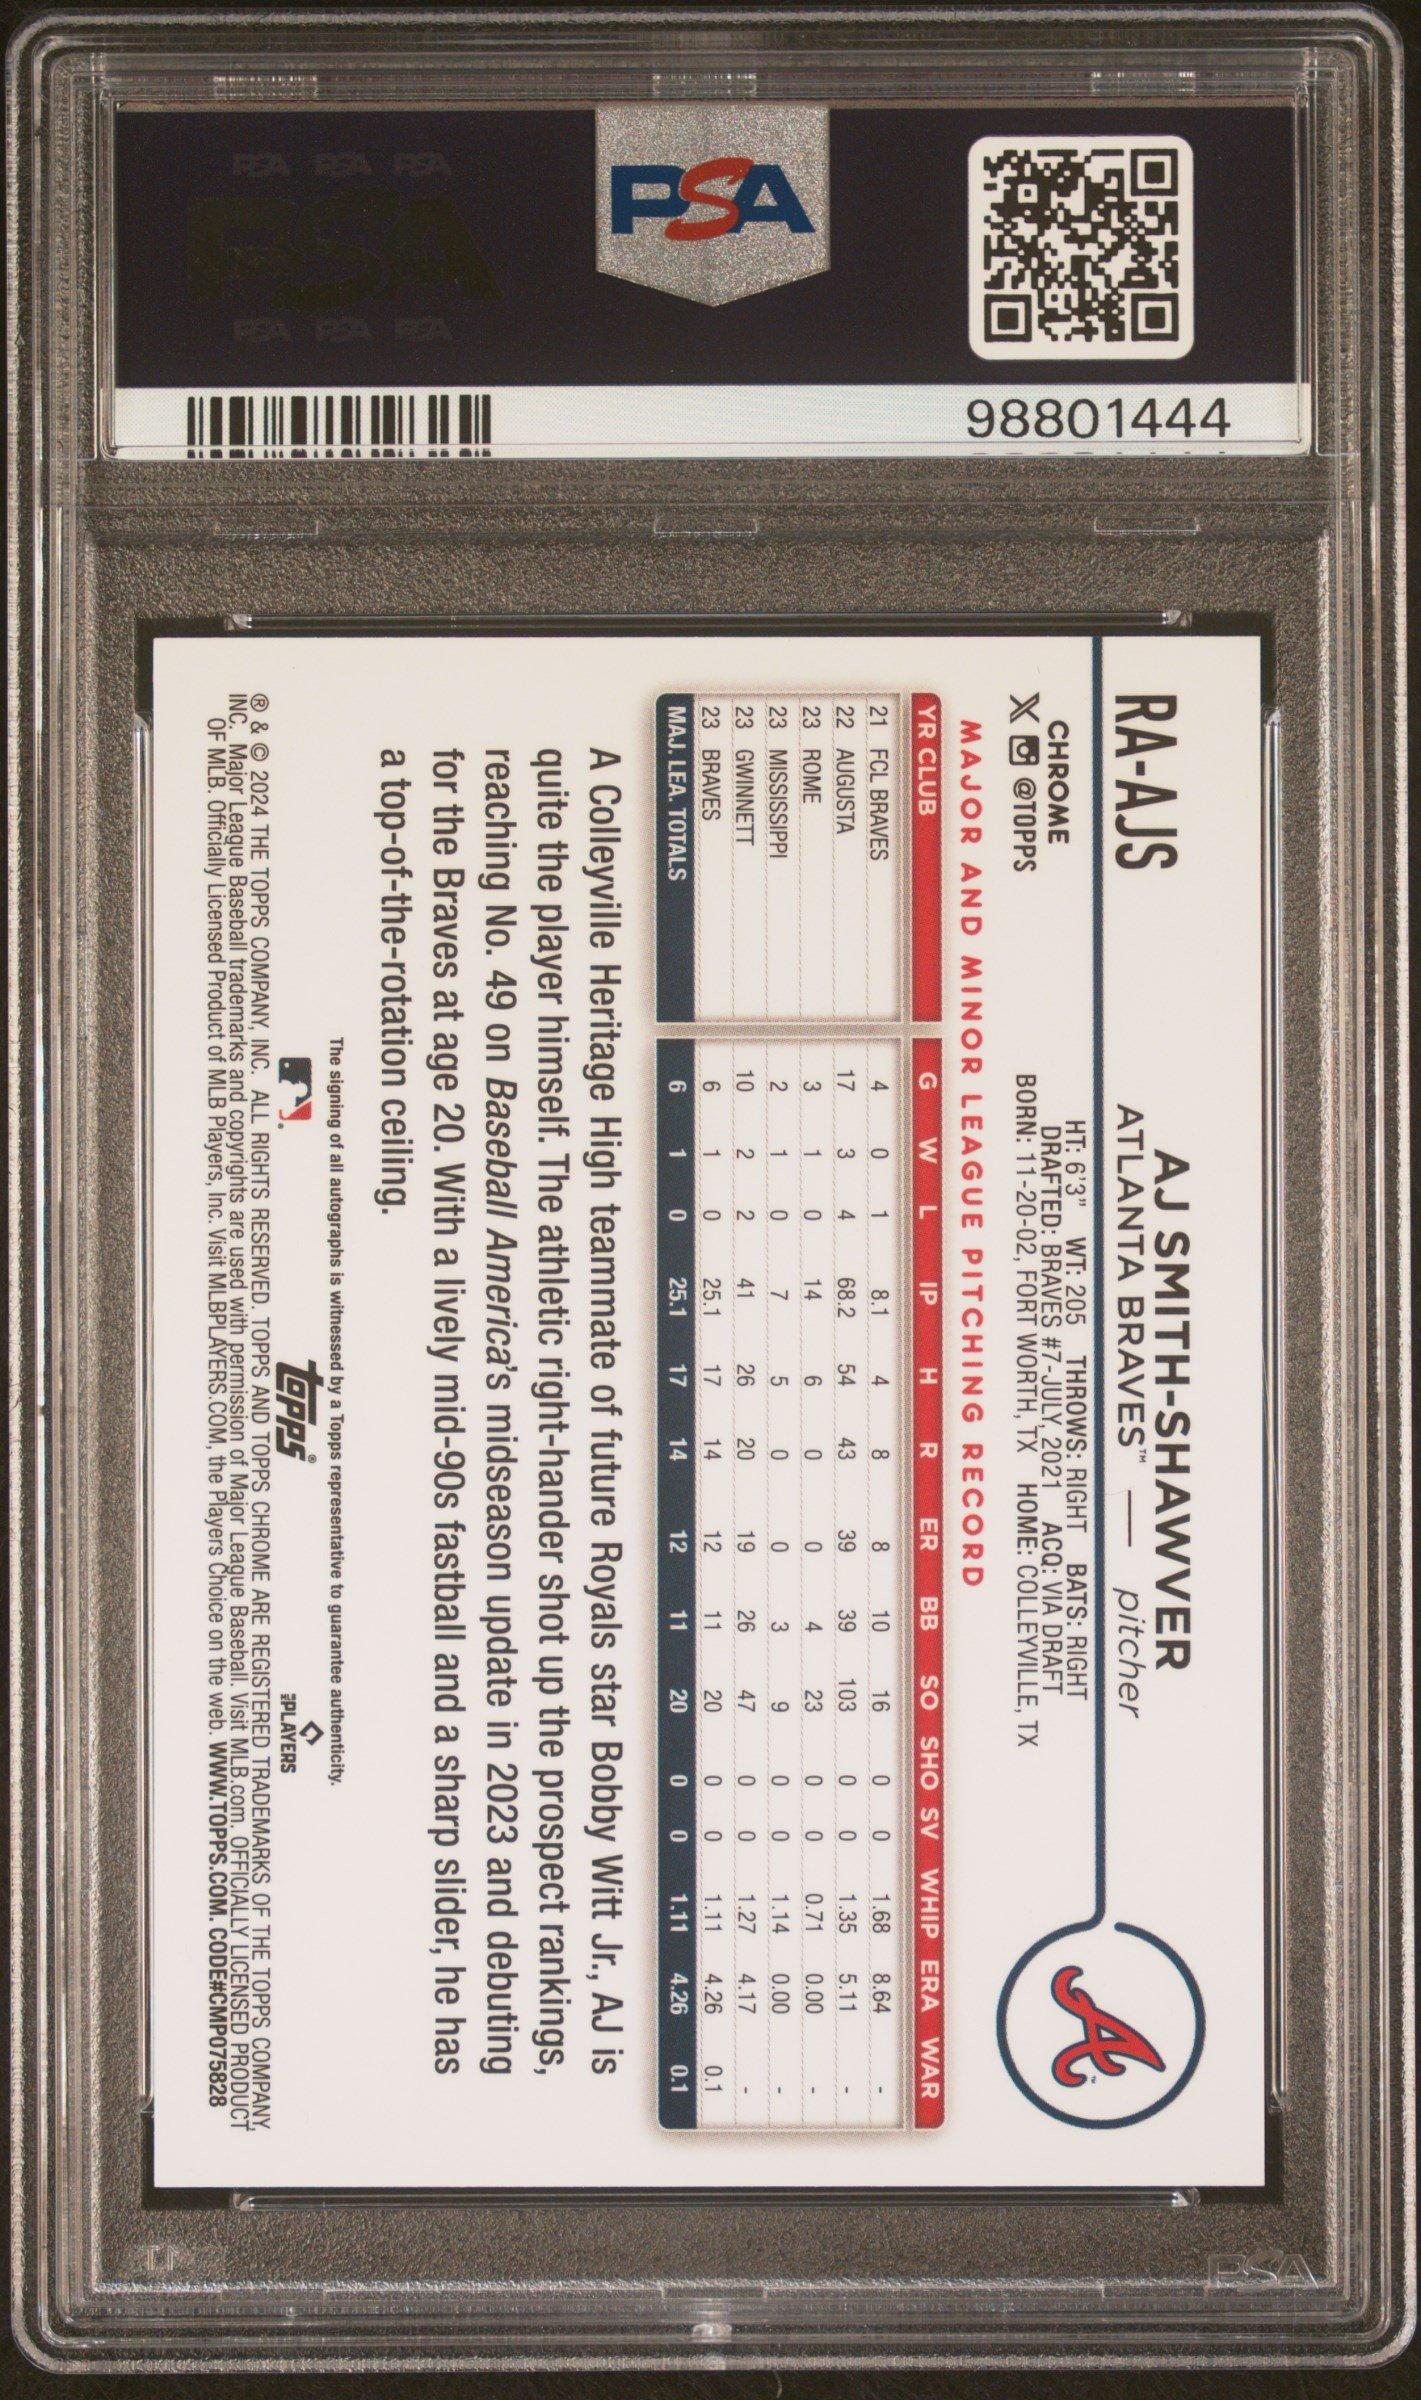 PSA PSA PSA
PSA
PSA PSA PSA
PSA
98801444
RA-AJS
AJ SMITH-SHAWVER
ATLANTA BRAVES™ — pitcher
CHROME
X @TOPPS
HT: 6'3" WT: 205 THROWS: RIGHT BATS: RIGHT
DRAFTED: BRAVES #7-JULY, 2021 ACQ: VIA DRAFT
BORN: 11-20-02, FORT WORTH, TX HOME: COLLEYVILLE, TX
A
MAJOR AND MINOR LEAGUE PITCHING RECORD
YR CLUB G W L IP H R ER BB SO SHO SV WHIP ERA WAR
21 FCL BRAVES 4 0 1 8.1 4 8 8 10 16 0 0 1.68 8.64 -
22 AUGUSTA 17 3 4 68.2 54 43 39 39 103 0 0 1.35 5.11 -
23 ROME 3 1 0 14 6 0 0 4 23 0 0 0.71 0.00 -
23 MISSISSIPPI 2 1 0 7 5 0 0 3 9 0 0 1.14 0.00 -
23 GWINNETT 10 2 2 41 26 20 19 26 47 0 0 1.27 4.17 -
23 BRAVES 6 1 0 25.1 17 14 12 11 20 0 0 1.11 4.26 0.1
MAJ. LEA. TOTALS 6 1 0 25.1 17 14 12 11 20 0 0 1.11 4.26 0.1
A Colleyville Heritage High teammate of future Royals star Bobby Witt Jr., AJ is
quite the player himself. The athletic right-hander shot up the prospect rankings,
reaching No. 49 on Baseball America's midseason update in 2023 and debuting
for the Braves at age 20. With a lively mid-90s fastball and a sharp slider, he has
a top-of-the-rotation ceiling.
The signing of all autographs is witnessed by a Topps representative to guarantee authenticity.
topps®
MLB PLAYERS
® & © 2024 THE TOPPS COMPANY, INC. ALL RIGHTS RESERVED. TOPPS AND TOPPS CHROME ARE REGISTERED TRADEMARKS OF THE TOPPS COMPANY,
INC. Major League Baseball trademarks and copyrights are used with permission of Major League Baseball. Visit MLB.com. OFFICIALLY LICENSED PRODUCT
OF MLB. Officially Licensed Product of MLB Players, Inc. Visit MLBPLAYERS.COM, the Players Choice on the web. WWW.TOPPS.COM. CODE#CMP075828
PSA